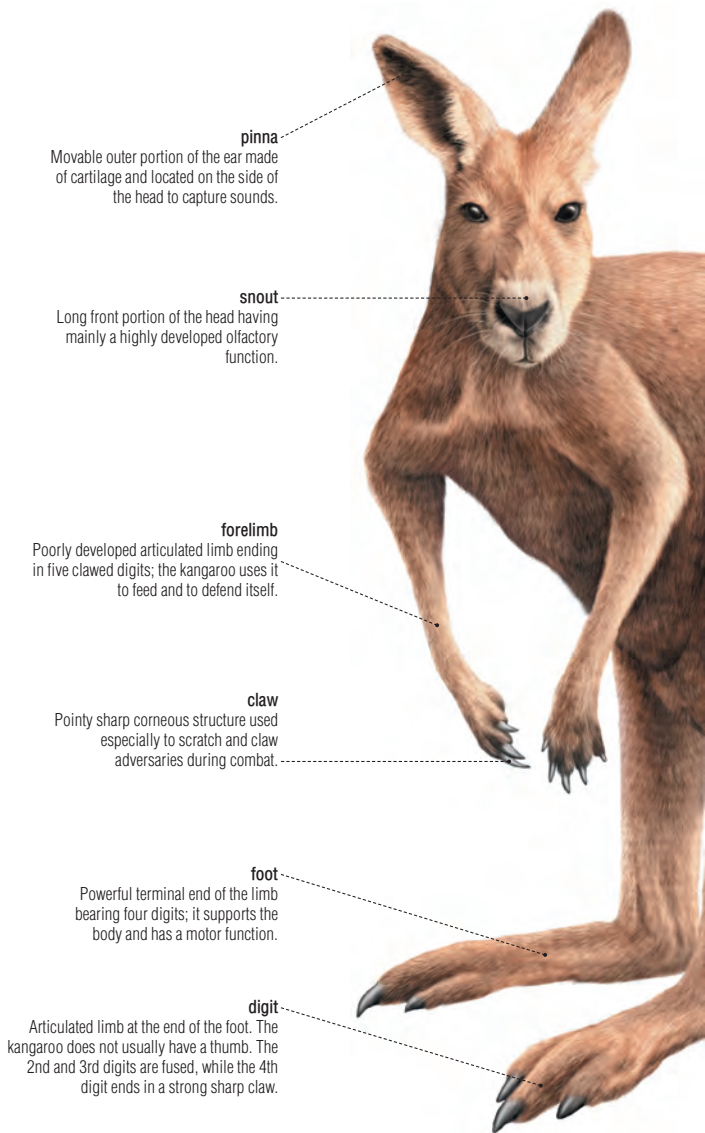 pinna
Movable outer portion of the ear made
of cartilage and located on the side of
the head to capture sounds.
snout
Long front portion of the head having
mainly a highly developed olfactory
function.
forelimb
Poorly developed articulated limb ending
in five clawed digits; the kangaroo uses it
to feed and to defend itself.
claw
Pointy sharp corneous structure used
especially to scratch and claw
adversaries during combat.
foot
Powerful terminal end of the limb
bearing four digits; it supports the
body and has a motor function.
digit
Articulated limb at the end of the foot. The
kangaroo does not usually have a thumb. The
2nd and 3rd digits are fused, while the 4th
digit ends in a strong sharp claw.